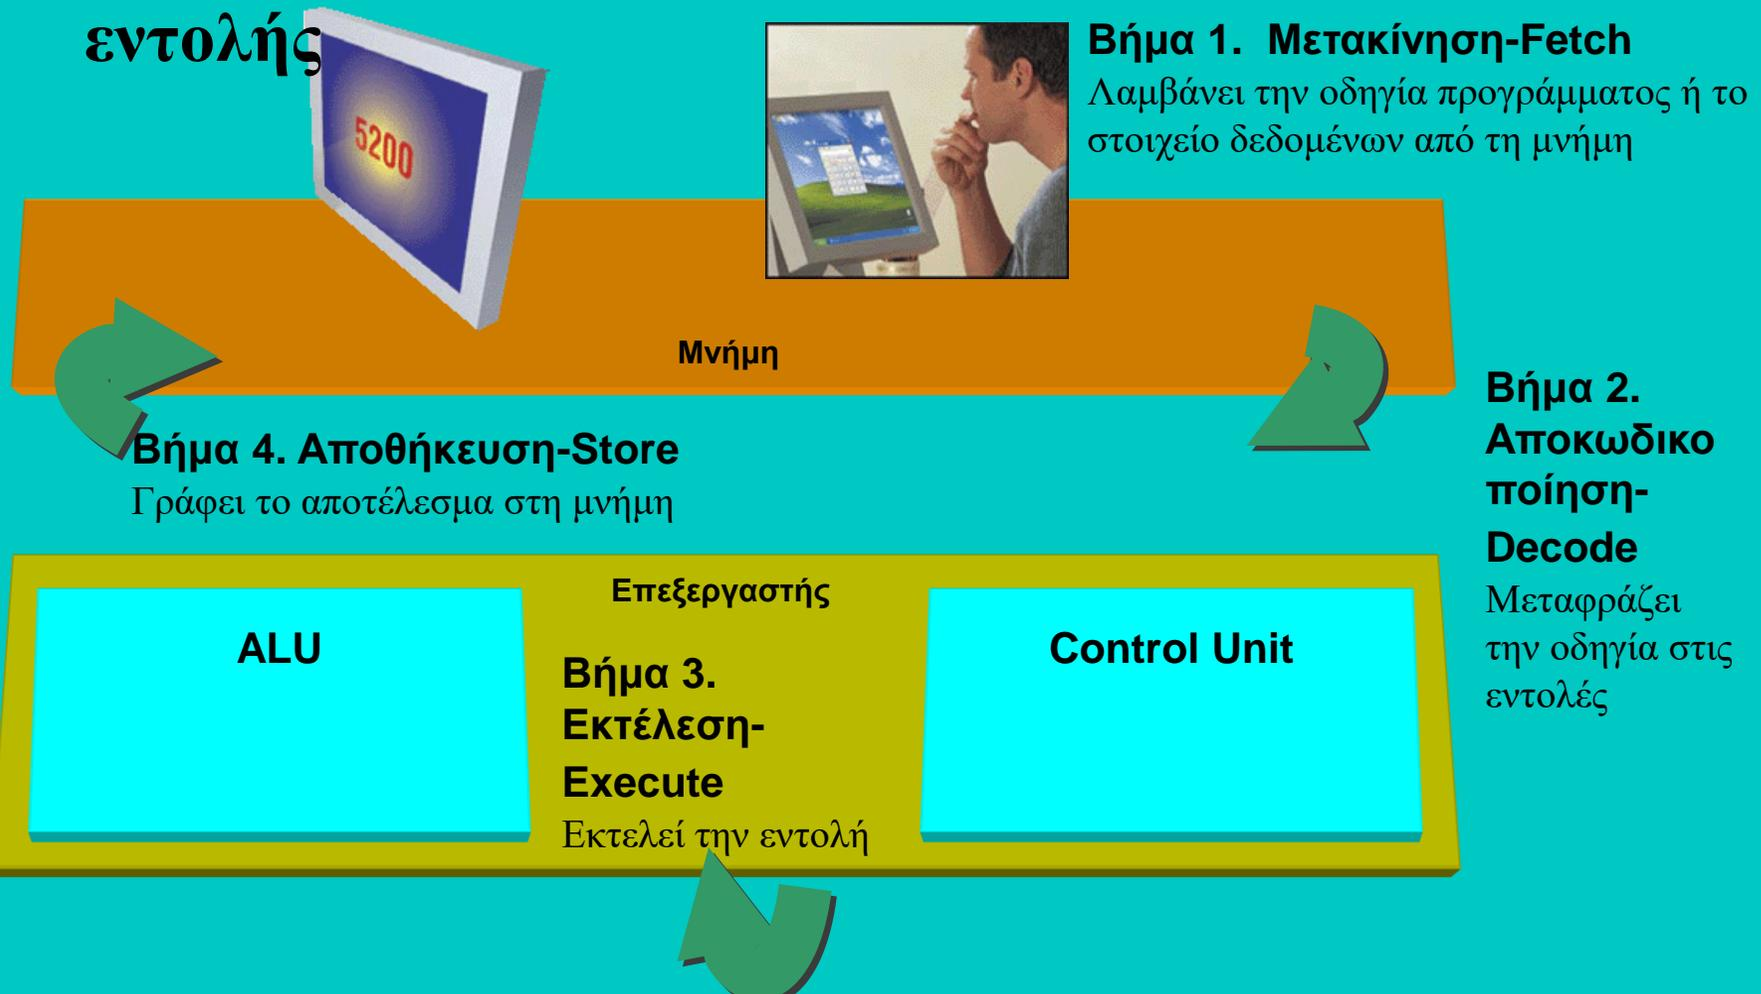 εντολής
5200
Βήμα 1. Μετακίνηση-Fetch
Λαμβάνει την οδηγία προγράμματος ή το
στοιχείο δεδομένων από τη μνήμη
Μνήμη
Βήμα 2.
Αποκωδικο
ποίηση-
Decode
Μεταφράζει
την οδηγία στις
εντολές
Βήμα 4. Αποθήκευση-Store
Γράφει το αποτέλεσμα στη μνήμη
Επεξεργαστής
ALU
Βήμα 3.
Εκτέλεση-
Execute
Εκτελεί την εντολή
Control Unit